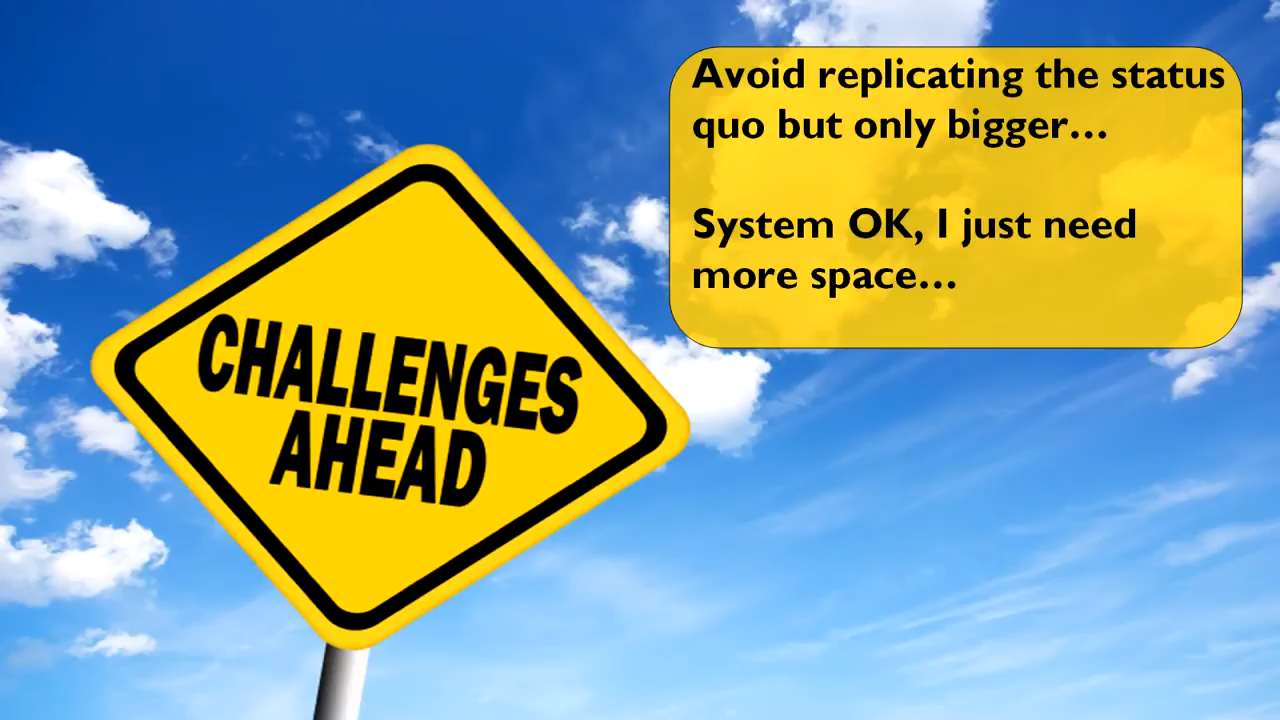 CHALLENGES
AHEAD
Avoid replicating the status
quo but only bigger…
System OK, I just need
more space…